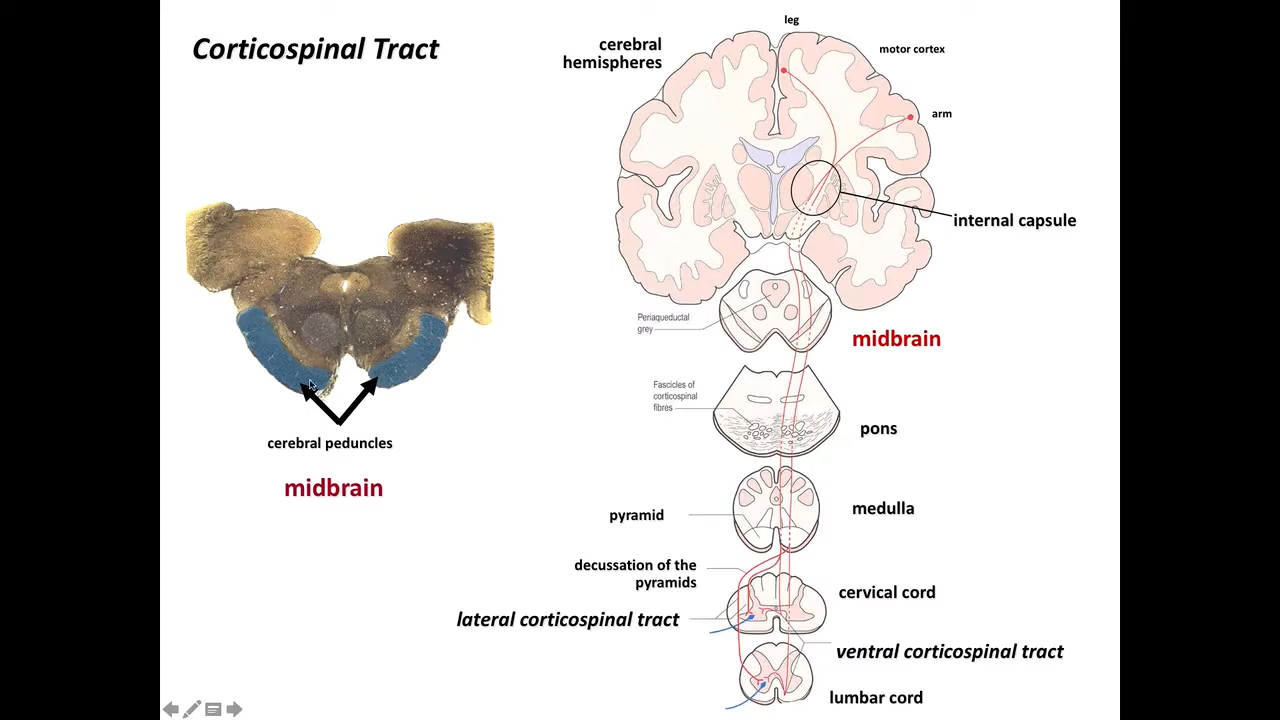 Corticospinal Tract
leg
cerebral
hemispheres
motor cortex
arm
internal capsule
Periaqueductal
grey
midbrain
Fascicles of
corticospinal
fibres
pons
cerebral peduncles
midbrain
medulla
pyramid
decussation of the
pyramids
cervical cord
lateral corticospinal tract
ventral corticospinal tract
lumbar cord